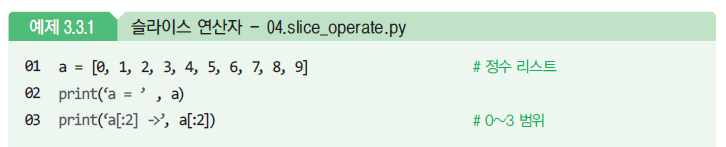 예제 3.3.1 슬라이스 연산자 - 04.slice_operate.py
01 a = [0, 1, 2, 3, 4, 5, 6, 7, 8, 9] # 정수 리스트
02 print(‘a = ’ , a)
03 print(‘a[:2] ->’, a[:2]) # 0~3 범위